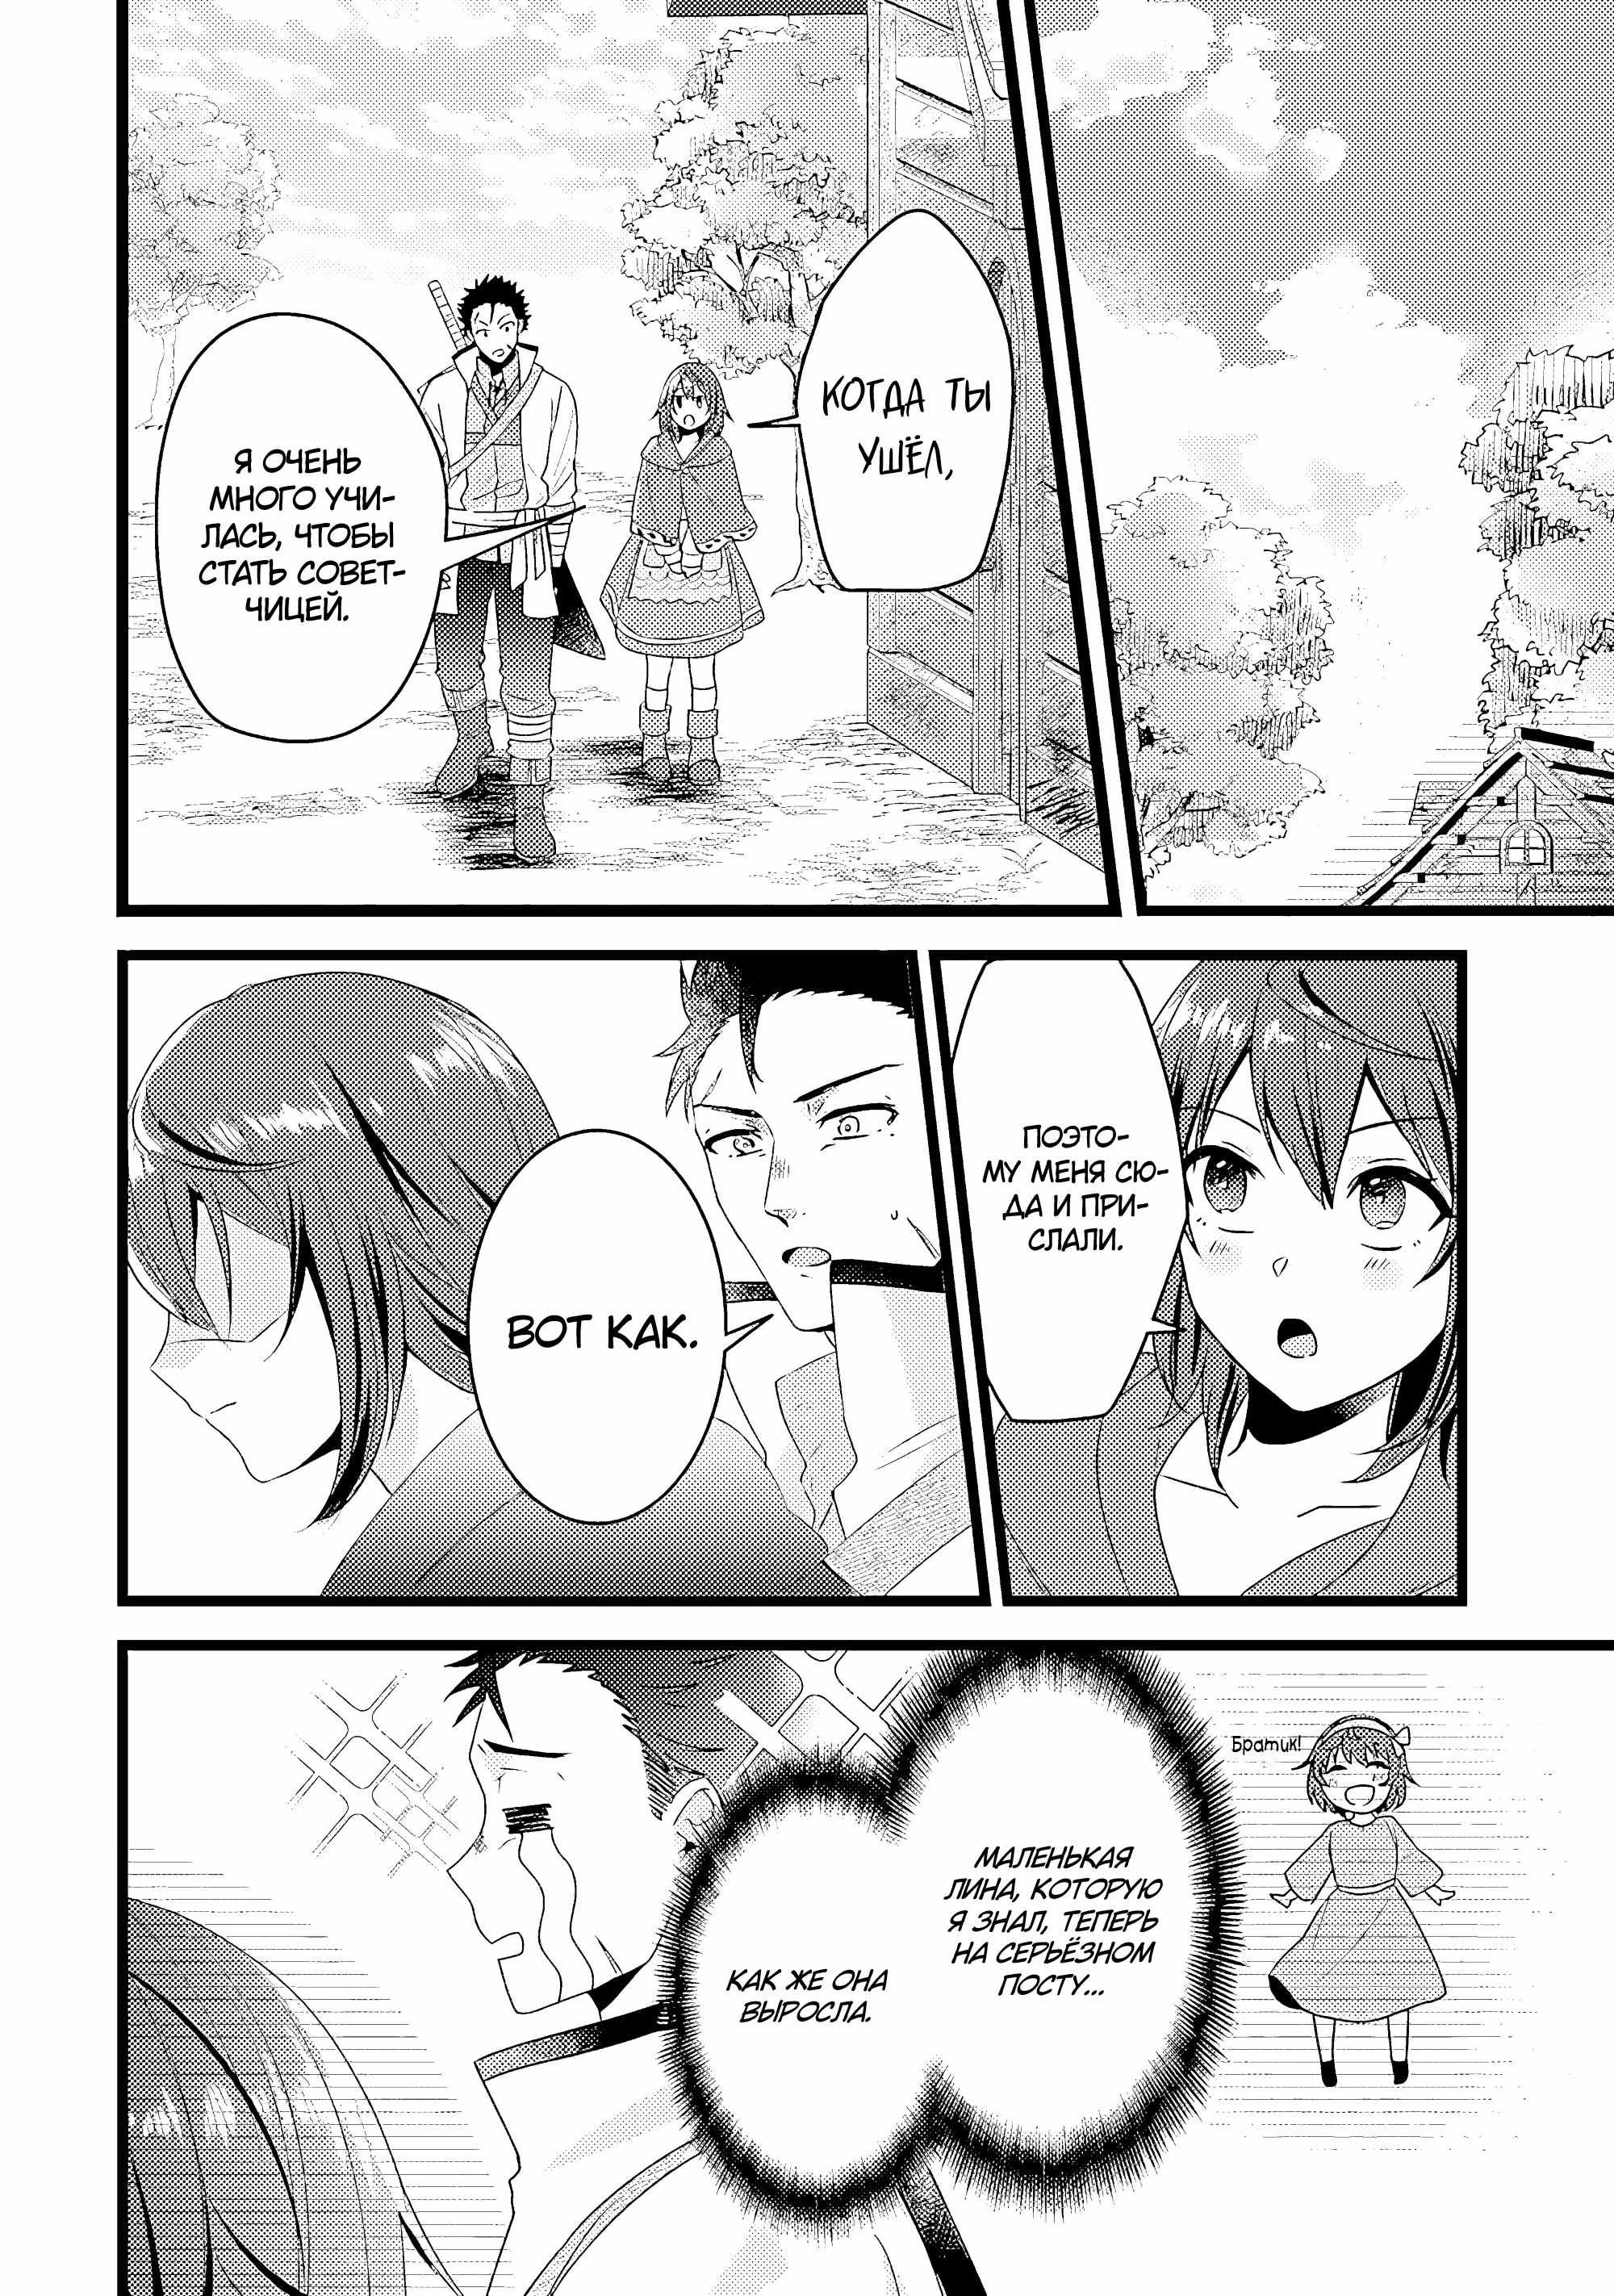 КОГДА ТЫ
УШЁЛ,
Я ОЧЕНЬ
МНОГО УЧИ-
ЛАСЬ, ЧТОБЫ
СТАТЬ СОВЕТ-
ЧИЦЕЙ.
ПОЭТО-
МУ МЕНЯ СЮ-
ДА И ПРИ-
СЛАЛИ.
ВОТ КАК.
Братик!
МАЛЕНЬКАЯ
ЛИНА, КОТОРУЮ
Я ЗНАЛ, ТЕПЕРЬ
НА СЕРЬЁЗНОМ
ПОСТУ...
КАК ЖЕ ОНА
ВЫРОСЛА.